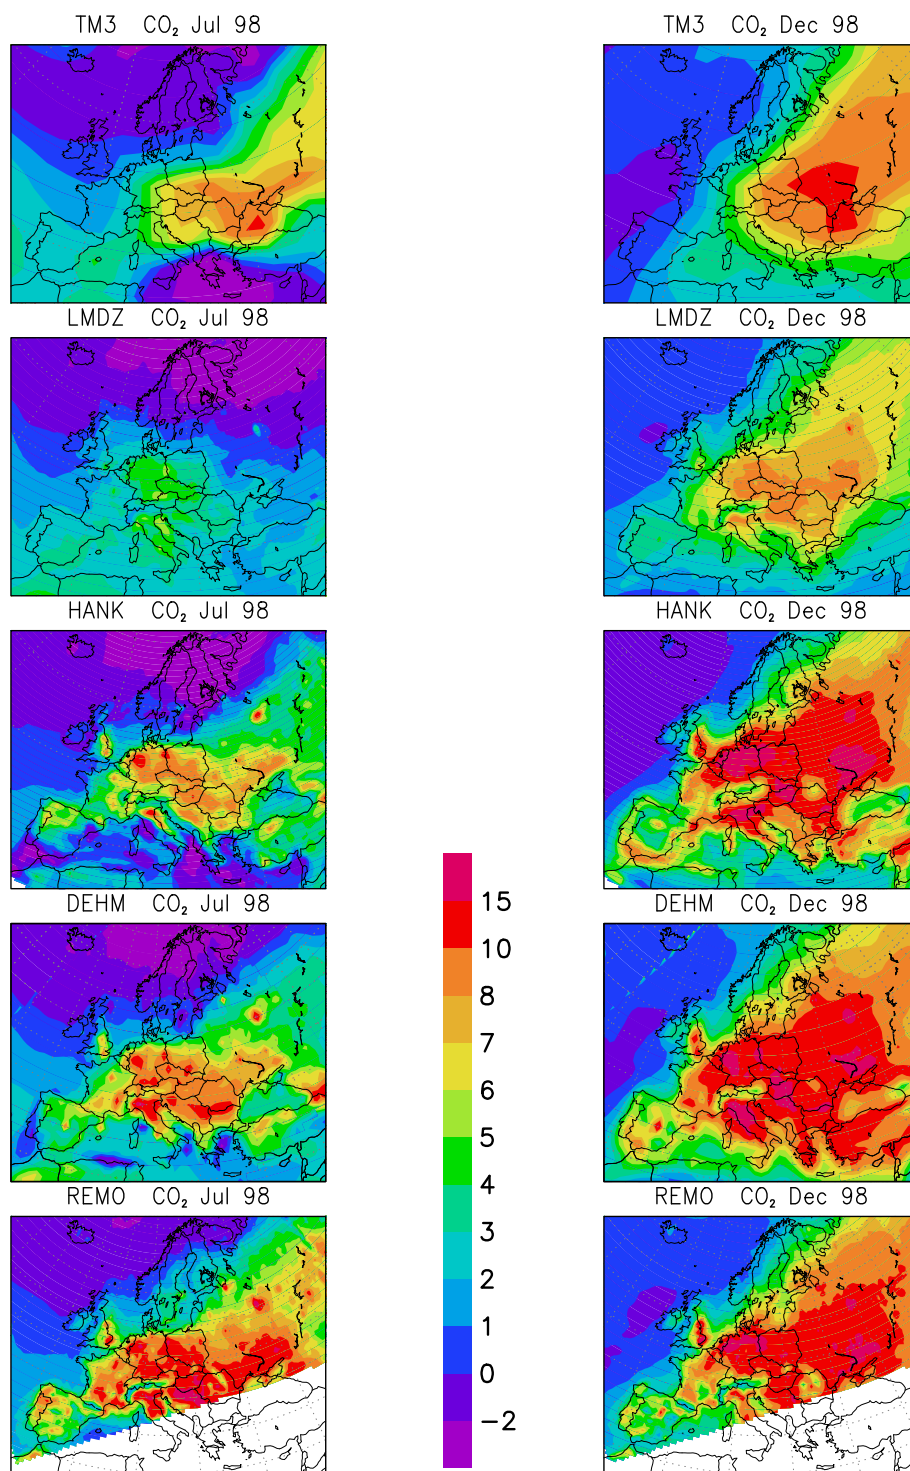 TM3 CO₂ Jul 98
TM3 CO₂ Dec 98
LMDZ CO₂ Jul 98
LMDZ CO₂ Dec 98
HANK CO₂ Jul 98
HANK CO₂ Dec 98
DEHM CO₂ Jul 98
DEHM CO₂ Dec 98
REMO CO₂ Jul 98
REMO CO₂ Dec 98
15
10
8
7
6
5
4
3
2
1
0
−2